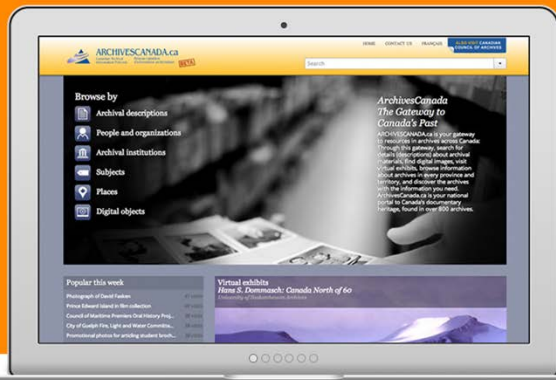 HOME CONTACT US FRANÇAIS ALSO VISIT CANADIAN
COUNCIL OF ARCHIVES
ARCHIVESCANADA.ca
BETA
Search
Browse by
Archival descriptions
People and organizations
Archival institutions
Subjects
Places
Digital objects
ArchivesCanada
The Gateway to
Canada's Past
ARCHIVESCANADA.ca is your gateway
to resources in archives across Canada:
Through this gateway, search for
details (descriptions) about archival
materials, find digital images, visit
virtual exhibits, browse information
about archives in every province and
territory, and discover the archives
with the information you need.
ArchivesCanada.ca is your national
portal to Canada's documentary
heritage, found in over 800 archives.
Popular this week
Photograph of David Fasken
Prince Edward Island in film collection
Council of Maritime Premiers Oral History Proj...
City of Guelph Fire, Light and Water Committe...
Promotional photos for articling student
Virtual exhibits
Hans S. Dommasch: Canada North of 60
University of Saskatchewan Archives